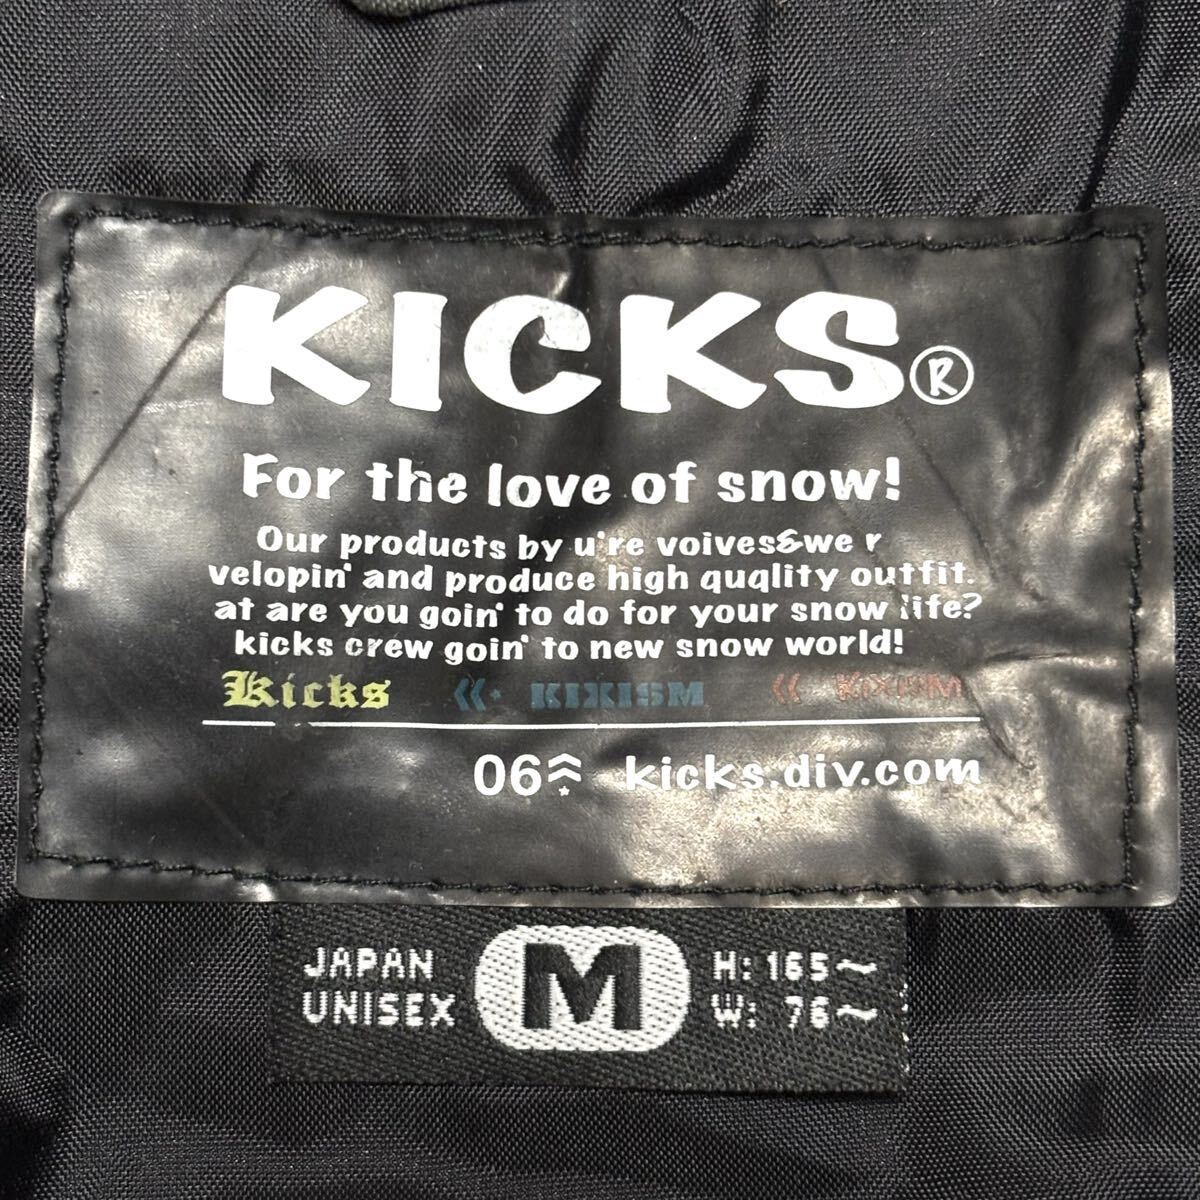 KICKS®
For the love of snow!
Our products by u're voives&we r
velopin' and produce high quqlity outfit.
at are you goin' to do for your snow life?
kicks crew goin' to new snow world!
Kicks KIXISM KIXISM
06 kicks.div.com
JAPAN M H: 165~
UNISEX W: 76~